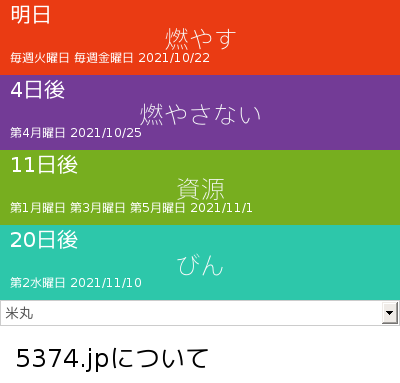 明日
燃やす
毎週火曜日 毎週金曜日 2021/10/22
4日後
燃やさない
第4月曜日 2021/10/25
11日後
資源
第1月曜日 第3月曜日 第5月曜日 2021/11/1
20日後
びん
第2水曜日 2021/11/10
米丸
5374.jpについて